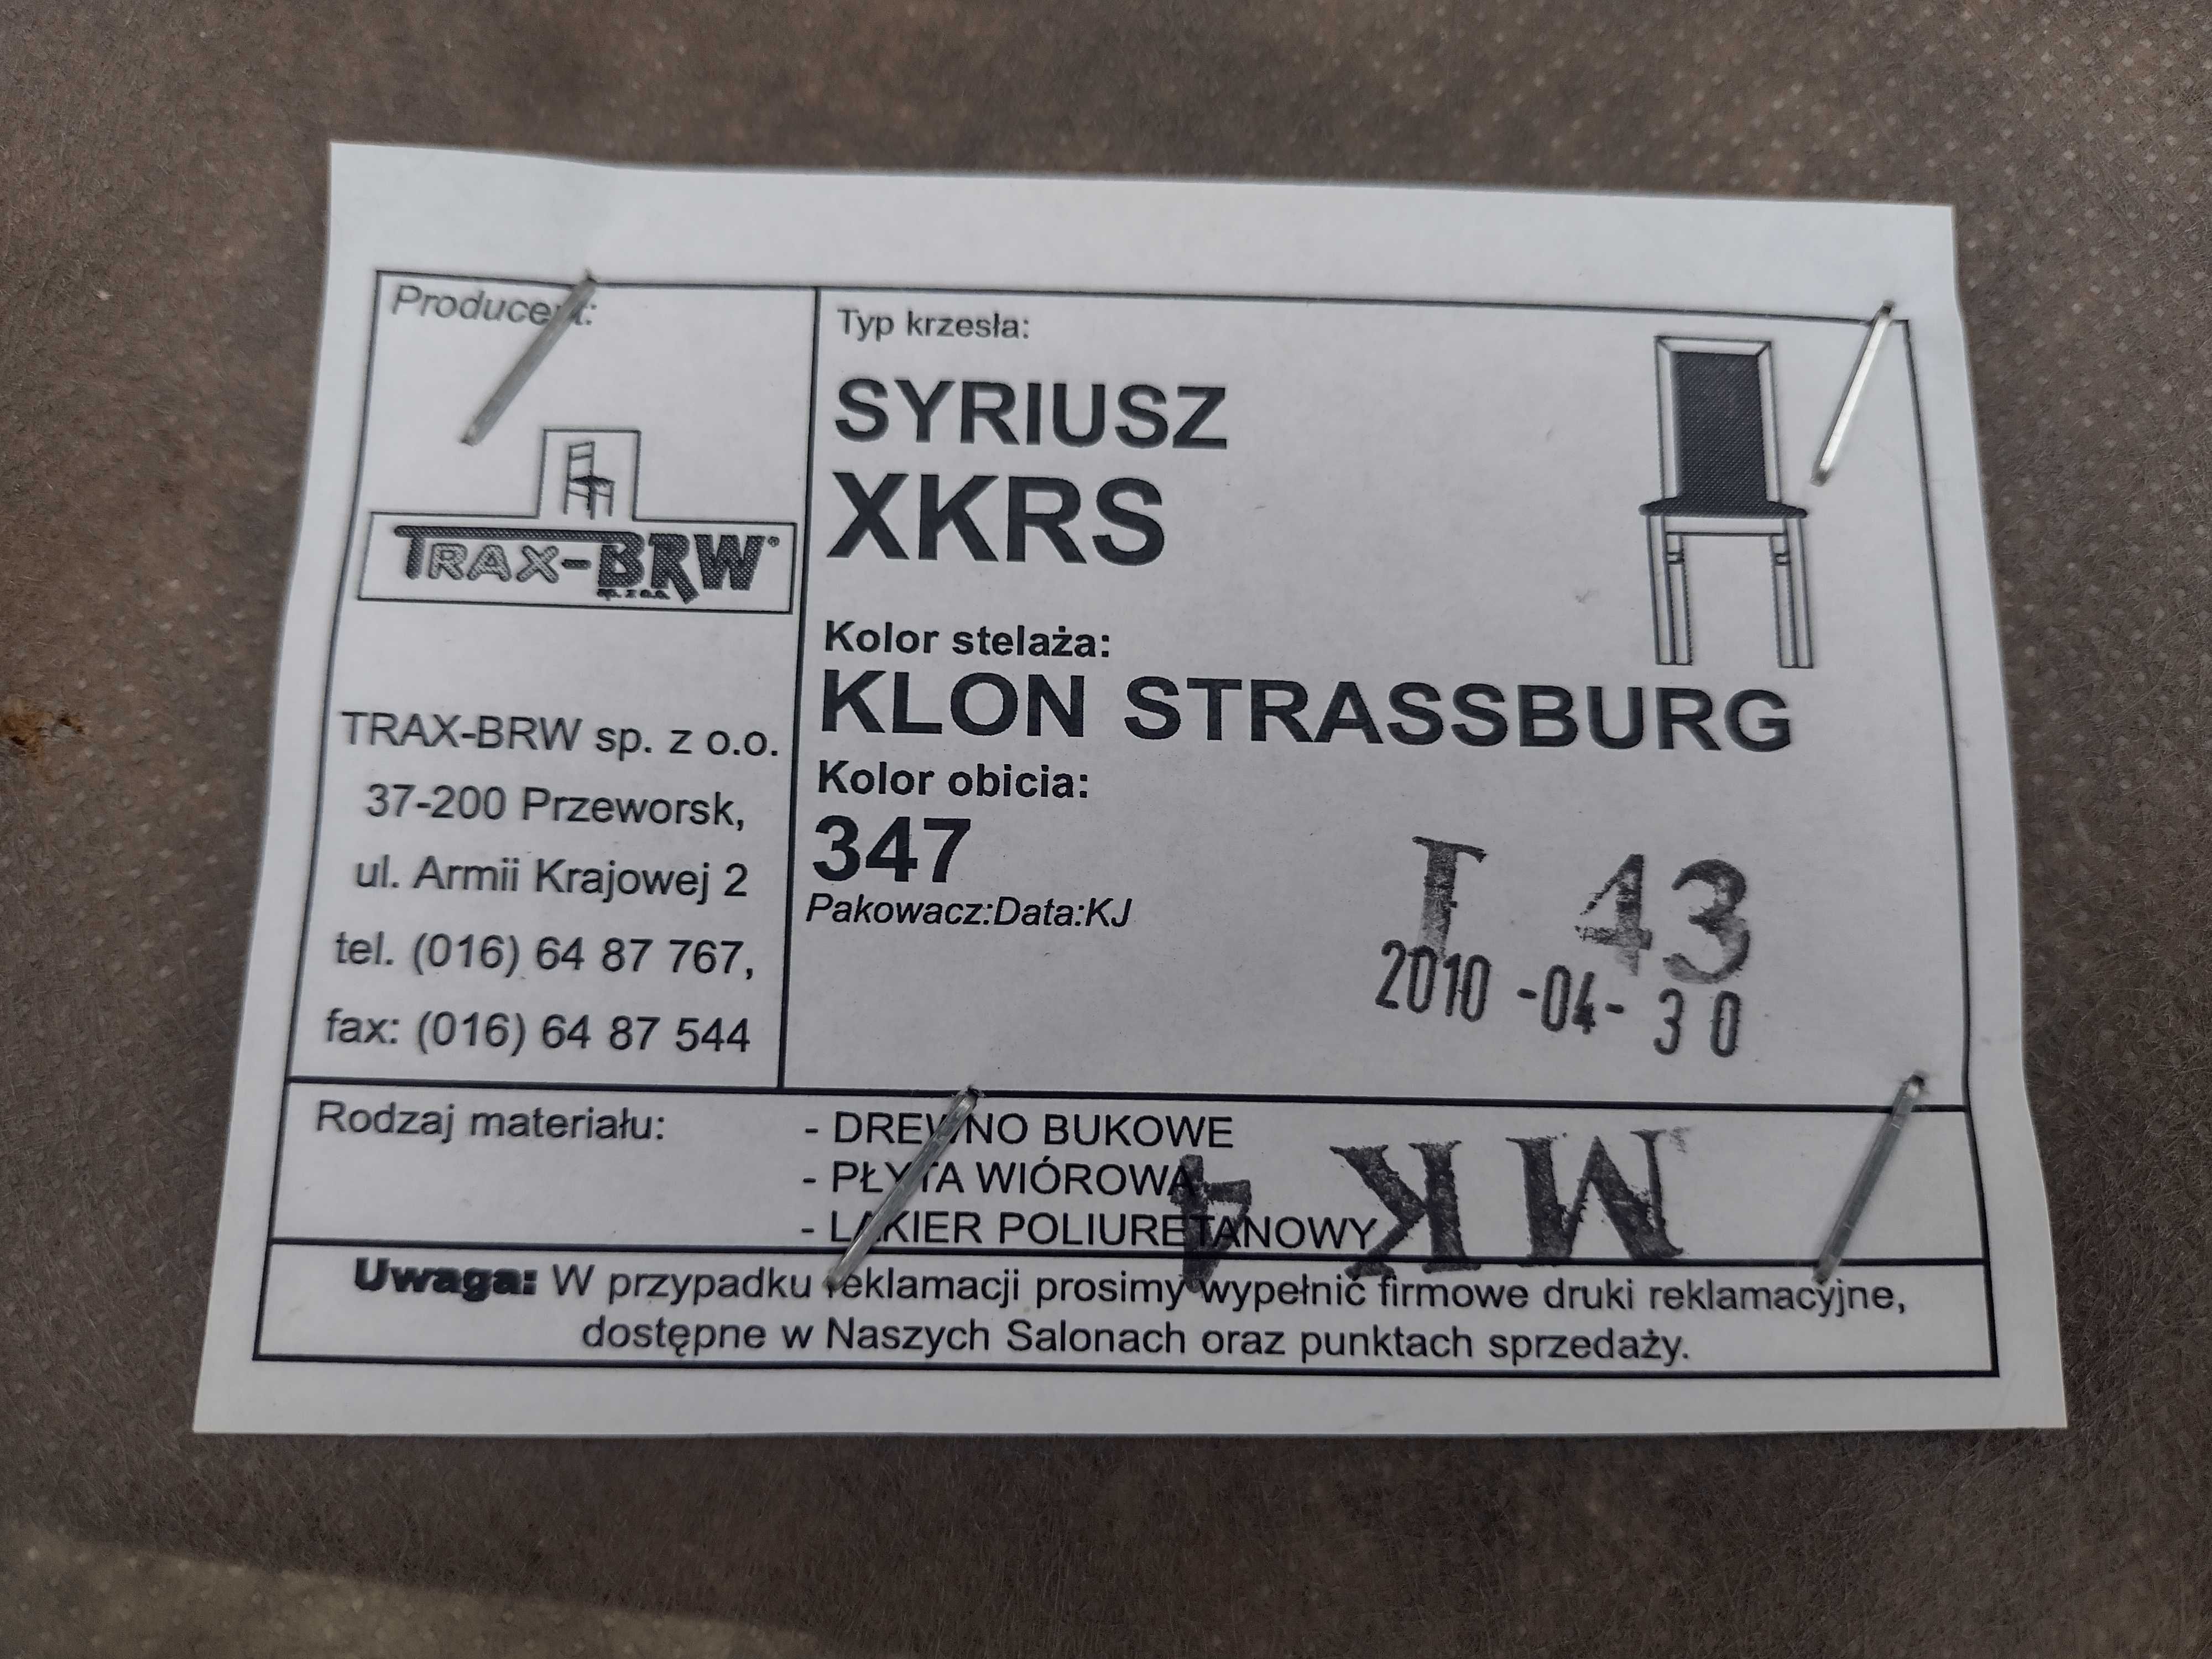 Producent:
TRAX-BRW®
sp. z o.o.
TRAX-BRW sp. z o.o.
37-200 Przeworsk,
ul. Armii Krajowej 2
tel. (016) 64 87 767,
fax: (016) 64 87 544
Typ krzesła:
SYRIUSZ
XKRS
Kolor stelaża:
KLON STRASSBURG
Kolor obicia:
347
Pakowacz:Data:KJ
T 43
2010 -04- 30
Rodzaj materiału:
- DREWNO BUKOWE
- PŁYTA WIÓROWA
- LAKIER POLIURETANOWY
MK 4
Uwaga: W przypadku reklamacji prosimy wypełnić firmowe druki reklamacyjne,
dostępne w Naszych Salonach oraz punktach sprzedaży.